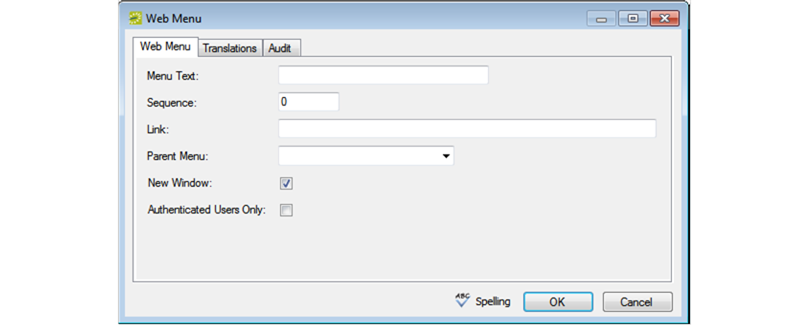 Web Menu
Web Menu Translations Audit
Menu Text:
Sequence: 0
Link:
Parent Menu:
New Window:
Authenticated Users Only:
ABC Spelling OK Cancel